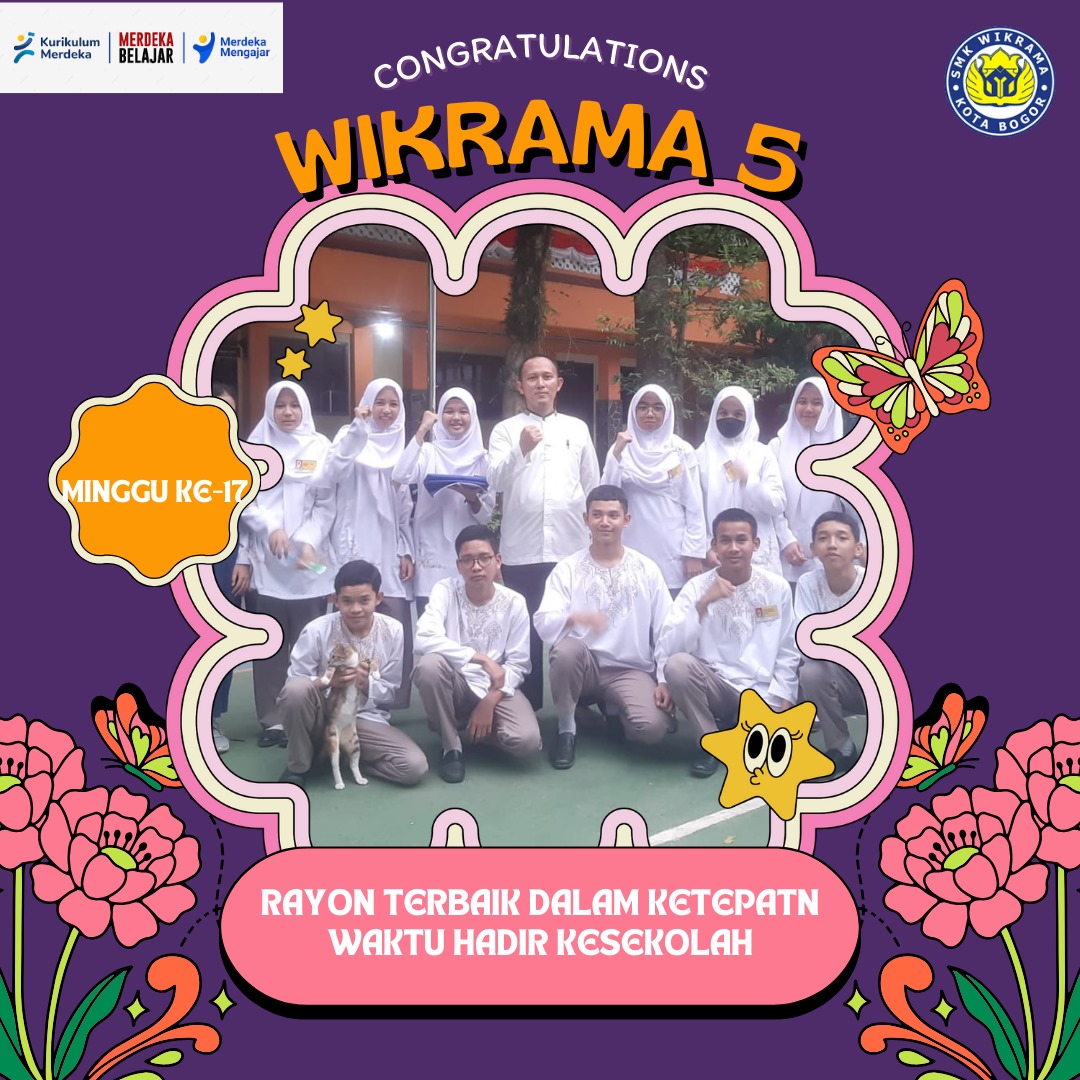 Kurikulum
Merdeka
MERDEKA
BELAJAR
Merdeka
Mengajar
CONGRATULATIONS
SMK WIKRAMA
KOTA BOGOR
WIKRAMA 5
MINGGU KE-17
RAYON TERBAIK DALAM KETEPATN
WAKTU HADIR KESEKOLAH